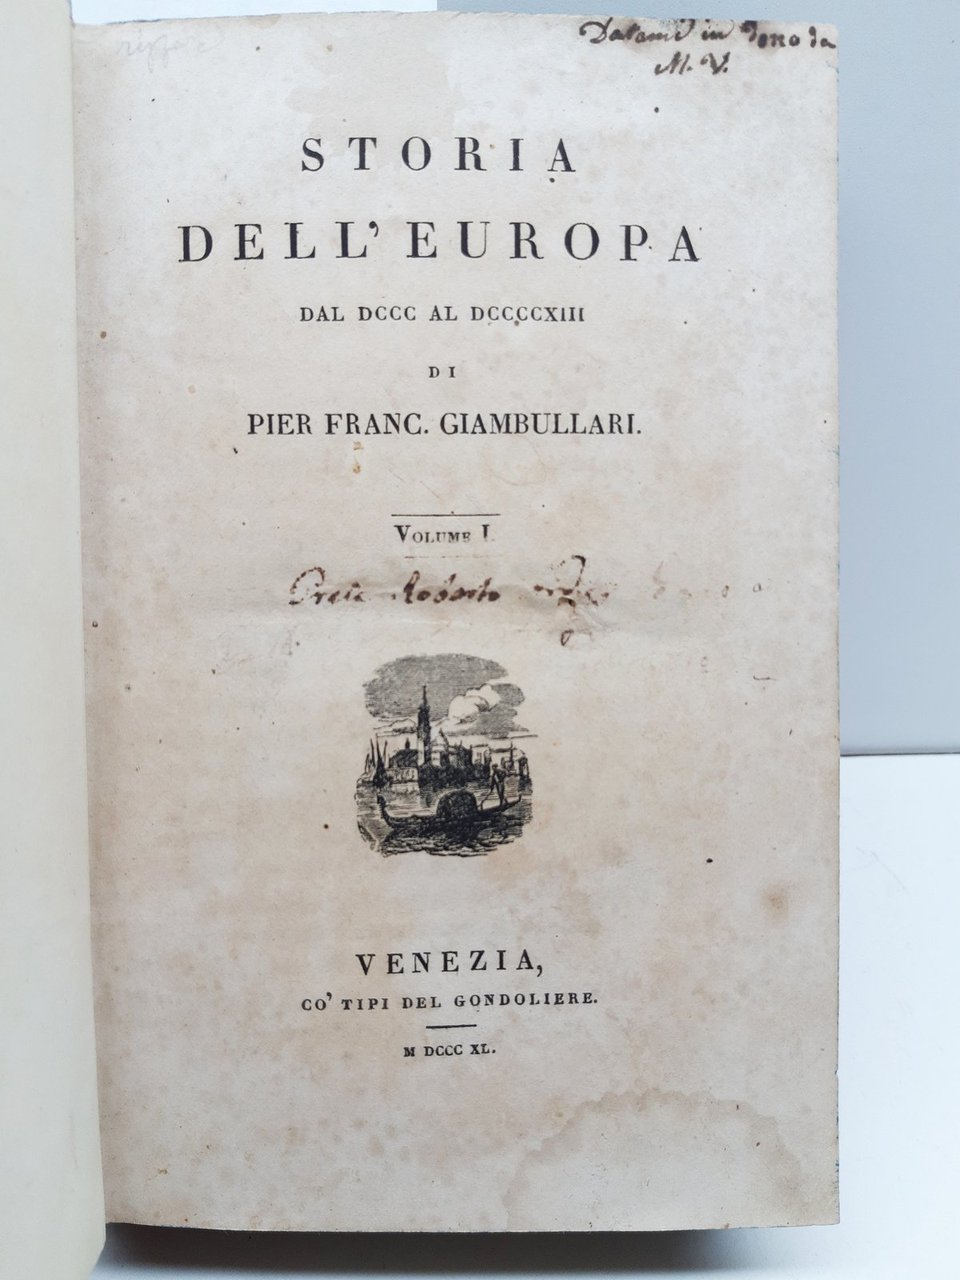 Datami in dono da
M. V.
STORIA
DELL' EUROPA
DAL DCCC AL DCCCCXIII
DI
PIER FRANC. GIAMBULLARI.
VOLUME I.
Prete Roberto
VENEZIA,
CO' TIPI DEL GONDOLIERE.
M DCCC XL.